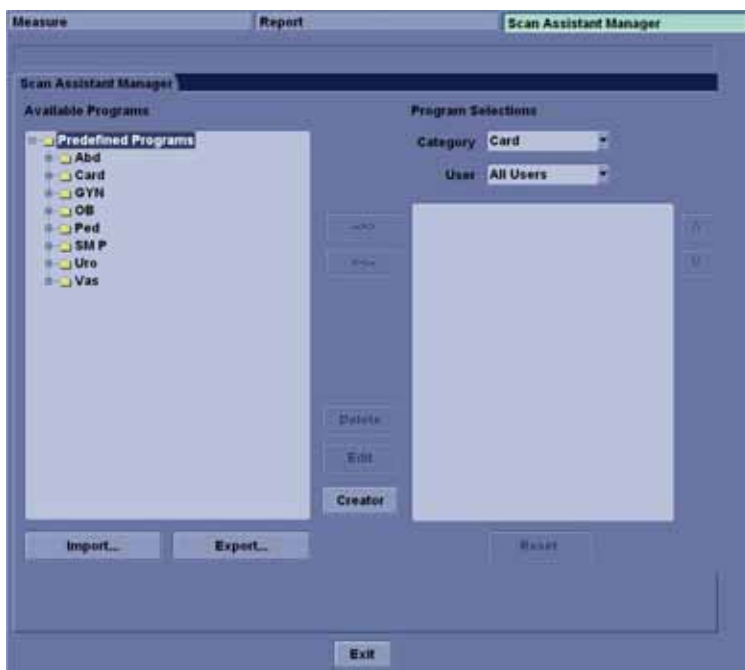 Measure Report Scan Assistant Manager
Scan Assistant Manager
Available Programs
Predefined Programs
Abd
Card
GYN
OB
Ped
SM P
Uro
Vas
Import... Export...
Delete
Edit
Creator
Program Selections
Category Card
User All Users
Reset
Exit